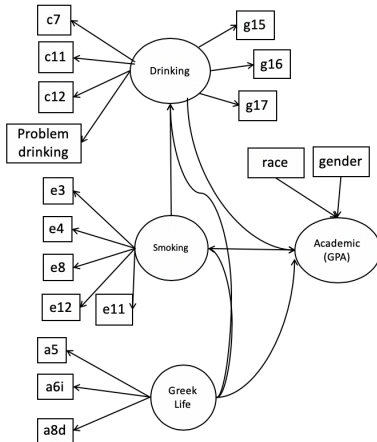 c7
c11
c12
Problem
drinking
Drinking
g15
g16
g17
race
gender
e3
e4
e8
e12
e11
Smoking
Academic
(GPA)
a5
a6i
a8d
Greek
Life